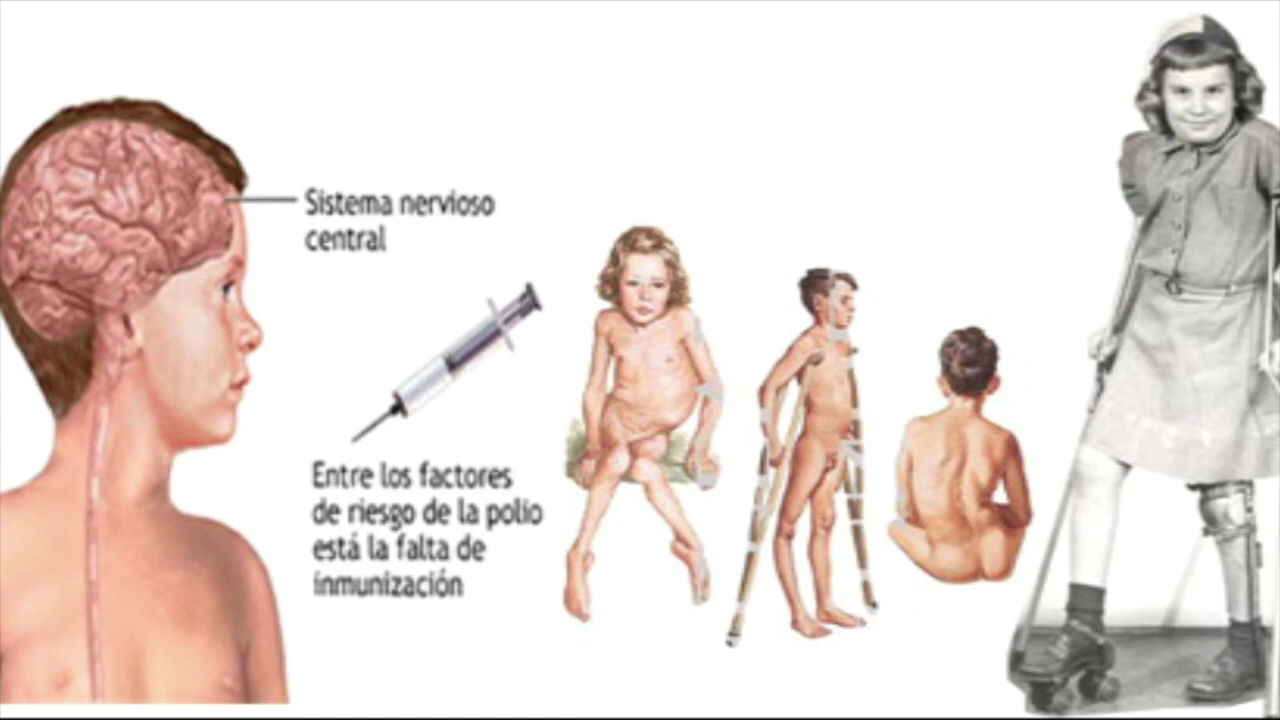 Sistema nervioso
central
Entre los factores
de riesgo de la polio
está la falta de
inmunización